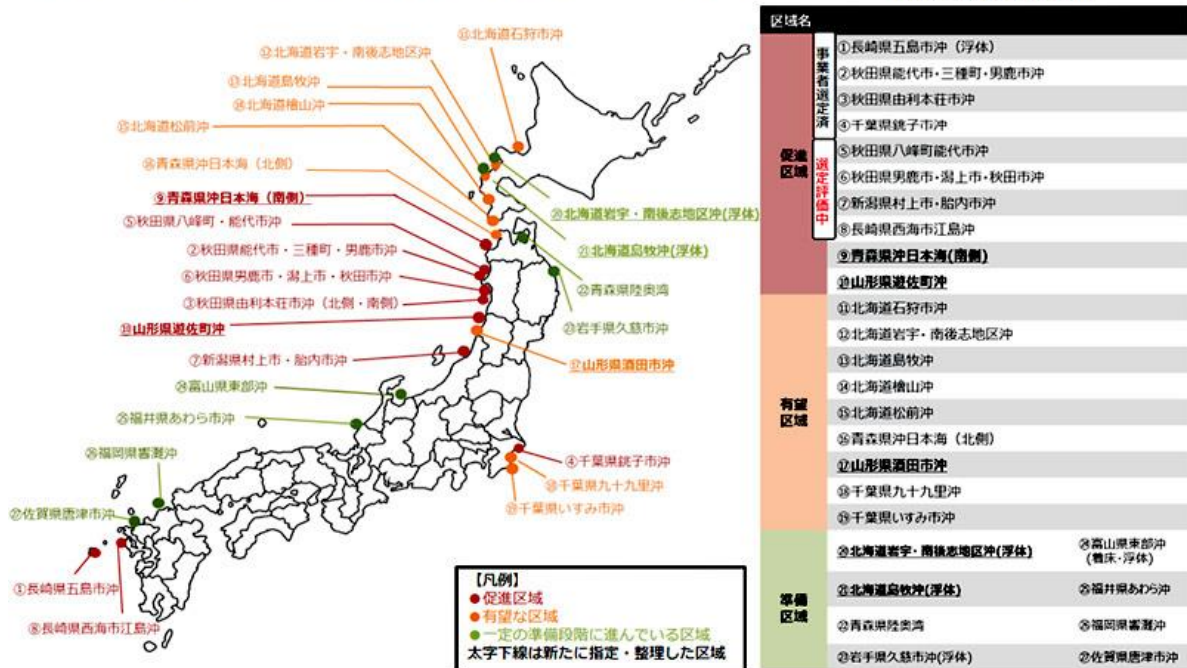 ⑫北海道岩宇・南後志地区沖
⑪北海道石狩市沖
⑬北海道島牧沖
⑭北海道檜山沖
⑮北海道松前沖
⑯青森県沖日本海（北側）
⑨青森県沖日本海（南側）
⑤秋田県八峰町・能代市沖
②秋田県能代市・三種町・男鹿市沖
⑥秋田県男鹿市・潟上市・秋田市沖
③秋田県由利本荘市沖（北側・南側）
⑩山形県遊佐町沖
⑦新潟県村上市・胎内市沖
㉔富山県東部沖
㉕福井県あわら市沖
㉖福岡県響灘沖
㉗佐賀県唐津市沖
①長崎県五島市沖
⑧長崎県西海市江島沖
⑳北海道岩宇・南後志地区沖(浮体)
㉑北海道島牧沖(浮体)
㉒青森県陸奥湾
㉓岩手県久慈市沖
⑰山形県酒田市沖
④千葉県銚子市沖
⑱千葉県九十九里沖
⑲千葉県いすみ市沖
【凡例】
●促進区域
●有望な区域
●一定の準備段階に進んでいる区域
太字下線は新たに指定・整理した区域
区域名
促進区域
事業者選定済
①長崎県五島市沖（浮体）
②秋田県能代市・三種町・男鹿市沖
③秋田県由利本荘市沖
④千葉県銚子市沖
選定評価中
⑤秋田県八峰町能代市沖
⑥秋田県男鹿市・潟上市・秋田市沖
⑦新潟県村上市・胎内市沖
⑧長崎県西海市江島沖
⑨青森県沖日本海(南側)
⑩山形県遊佐町沖
有望区域
⑪北海道石狩市沖
⑫北海道岩宇・南後志地区沖
⑬北海道島牧沖
⑭北海道檜山沖
⑮北海道松前沖
⑯青森県沖日本海（北側）
⑰山形県酒田市沖
⑱千葉県九十九里沖
⑲千葉県いすみ市沖
準備区域
⑳北海道岩宇・南後志地区沖(浮体)
㉔富山県東部沖
(着床・浮体)
㉑北海道島牧沖(浮体)
㉕福井県あわら沖
㉒青森県陸奥湾
㉖福岡県響灘沖
㉓岩手県久慈市沖(浮体)
㉗佐賀県唐津市沖